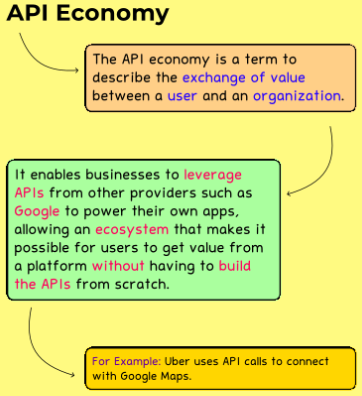 API Economy
The API economy is a term to
describe the exchange of value
between a user and an organization.
It enables businesses to leverage
APIs from other providers such as
Google to power their own apps,
allowing an ecosystem that makes it
possible for users to get value from
a platform without having to build
the APIs from scratch.
For Example: Uber uses API calls to connect
with Google Maps.